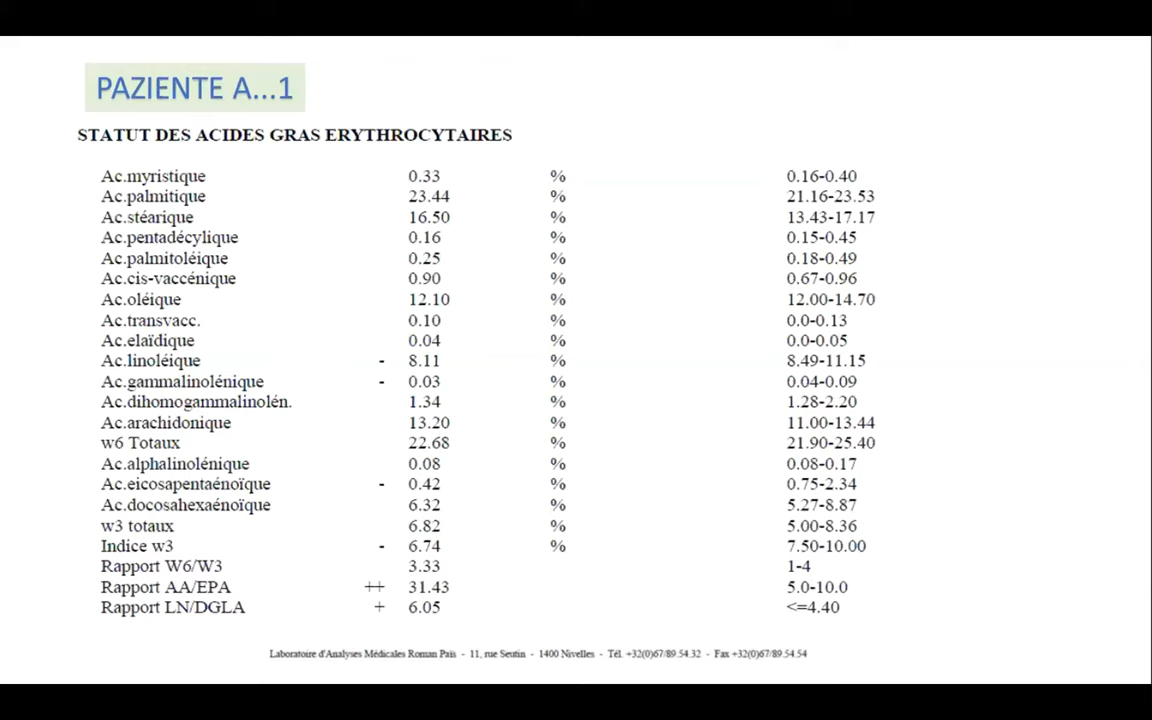 PAZIENTE A...1
STATUT DES ACIDES GRAS ERYTHROCYTAIRES
Ac.myristique 0.33 % 0.16-0.40
Ac.palmitique 23.44 % 21.16-23.53
Ac.stéarique 16.50 % 13.43-17.17
Ac.pentadécylique 0.16 % 0.15-0.45
Ac.palmitoléique 0.25 % 0.18-0.49
Ac.cis-vaccénique 0.90 % 0.67-0.96
Ac.oléique 12.10 % 12.00-14.70
Ac.transvacc. 0.10 % 0.0-0.13
Ac.elaïdique 0.04 % 0.0-0.05
Ac.linoléique - 8.11 % 8.49-11.15
Ac.gammalinolénique - 0.03 % 0.04-0.09
Ac.dihomogammalinolén. 1.34 % 1.28-2.20
Ac.arachidonique 13.20 % 11.00-13.44
w6 Totaux 22.68 % 21.90-25.40
Ac.alphalinolénique 0.08 % 0.08-0.17
Ac.eicosapentaénoïque - 0.42 % 0.75-2.34
Ac.docosahexaénoïque 6.32 % 5.27-8.87
w3 totaux 6.82 % 5.00-8.36
Indice w3 - 6.74 % 7.50-10.00
Rapport W6/W3 3.33 1-4
Rapport AA/EPA ++ 31.43 5.0-10.0
Rapport LN/DGLA + 6.05 <=4.40
Laboratoire d'Analyses Médicales Roman Païs - 11, rue Seutin - 1400 Nivelles - Tél. +32(0)67/89.54.32 - Fax +32(0)67/89.54.54